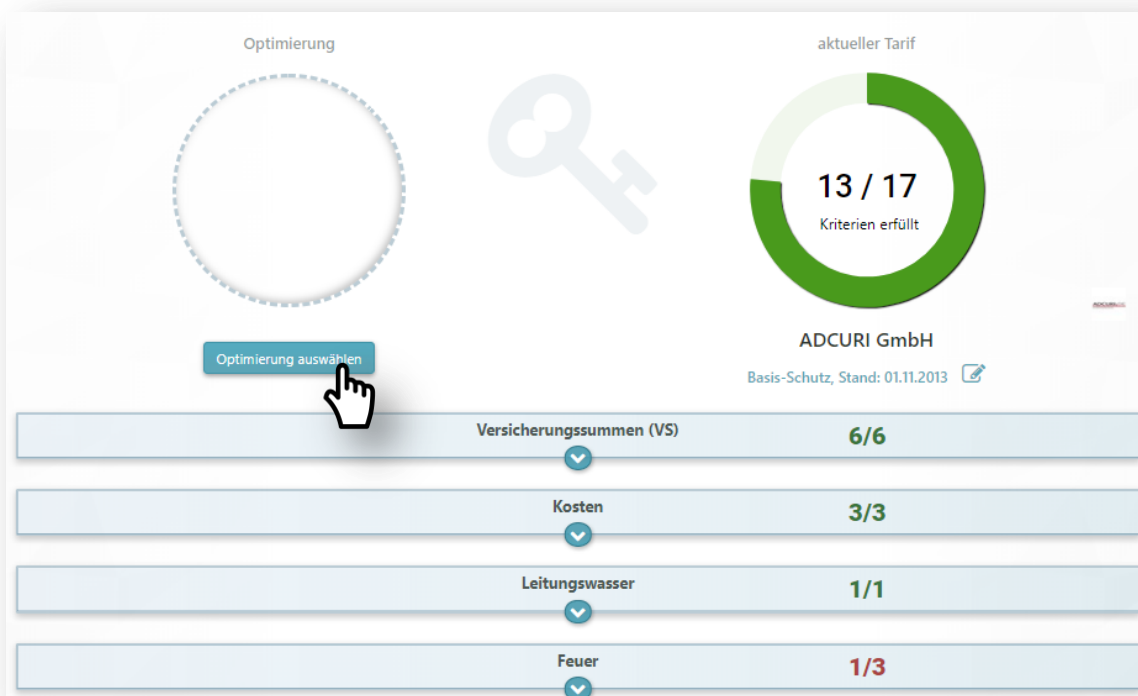 Optimierung
aktueller Tarif
13 / 17
Kriterien erfüllt
ADCURI GmbH
Optimierung auswählen
Basis-Schutz, Stand: 01.11.2013
Versicherungssummen (VS)
6/6
Kosten
3/3
Leitungswasser
1/1
Feuer
1/3